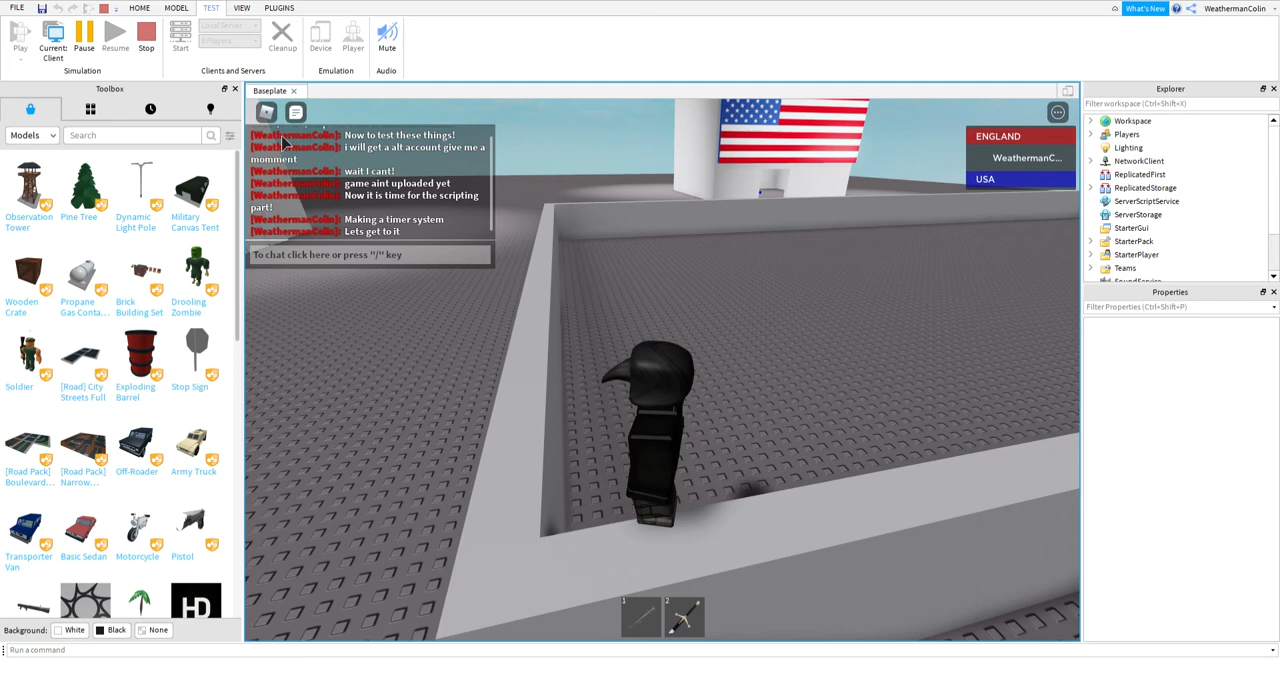 FILE HOME MODEL TEST VIEW PLUGINS What's New WeathermanColin
Play Current: Client Pause Resume Stop Start Local Server 8 Players Cleanup Device Player Mute
Simulation Clients and Servers Emulation Audio
Toolbox
Models Search
Observation Tower
Pine Tree
Dynamic Light Pole
Military Canvas Tent
Wooden Crate
Propane Gas Conta...
Brick Building Set
Drooling Zombie
Soldier
[Road] City Streets Full
Exploding Barrel
Stop Sign
[Road Pack] Boulevard...
[Road Pack] Narrow...
Off-Roader
Army Truck
Transporter Van
Basic Sedan
Motorcycle
Pistol
HD
Background: White Black None
Run a command
Baseplate
[WeathermanColin]: Now to test these things!
[WeathermanColin]: i will get a alt account give me a
momment
[WeathermanColin]: wait I cant!
[WeathermanColin]: game aint uploaded yet
[WeathermanColin]: Now it is time for the scripting
part!
[WeathermanColin]: Making a timer system
[WeathermanColin]: Lets get to it
To chat click here or press "/" key
ENGLAND
WeathermanC...
USA
1 2
Explorer
Filter workspace (Ctrl+Shift+X)
Workspace
Players
Lighting
NetworkClient
ReplicatedFirst
ReplicatedStorage
ServerScriptService
ServerStorage
StarterGui
StarterPack
StarterPlayer
Teams
Properties
Filter Properties (Ctrl+Shift+P)